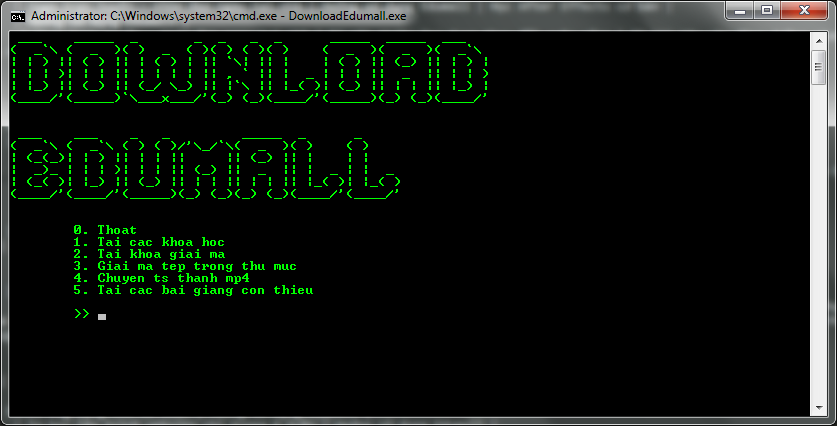 Administrator: C:\Windows\system32\cmd.exe - DownloadEdumall.exe
DOWNLOAD
EDUMALL
0. Thoat
1. Tai cac khoa hoc
2. Tai khoa giai ma
3. Giai ma tep trong thu muc
4. Chuyen ts thanh mp4
5. Tai cac bai giang con thieu
>>